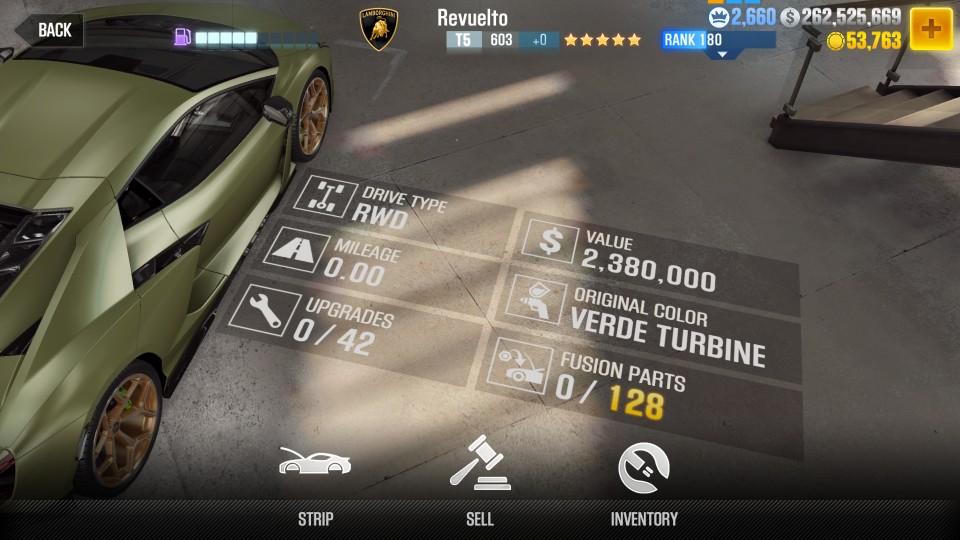 BACK
LAMBORGHINI
Revuelto
T5 603 +0
RANK 180
2,660
262,525,669
53,763
DRIVE TYPE
RWD
MILEAGE
0.00
UPGRADES
0 / 42
$ VALUE
2,380,000
ORIGINAL COLOR
VERDE TURBINE
FUSION PARTS
0 / 128
STRIP
SELL
INVENTORY